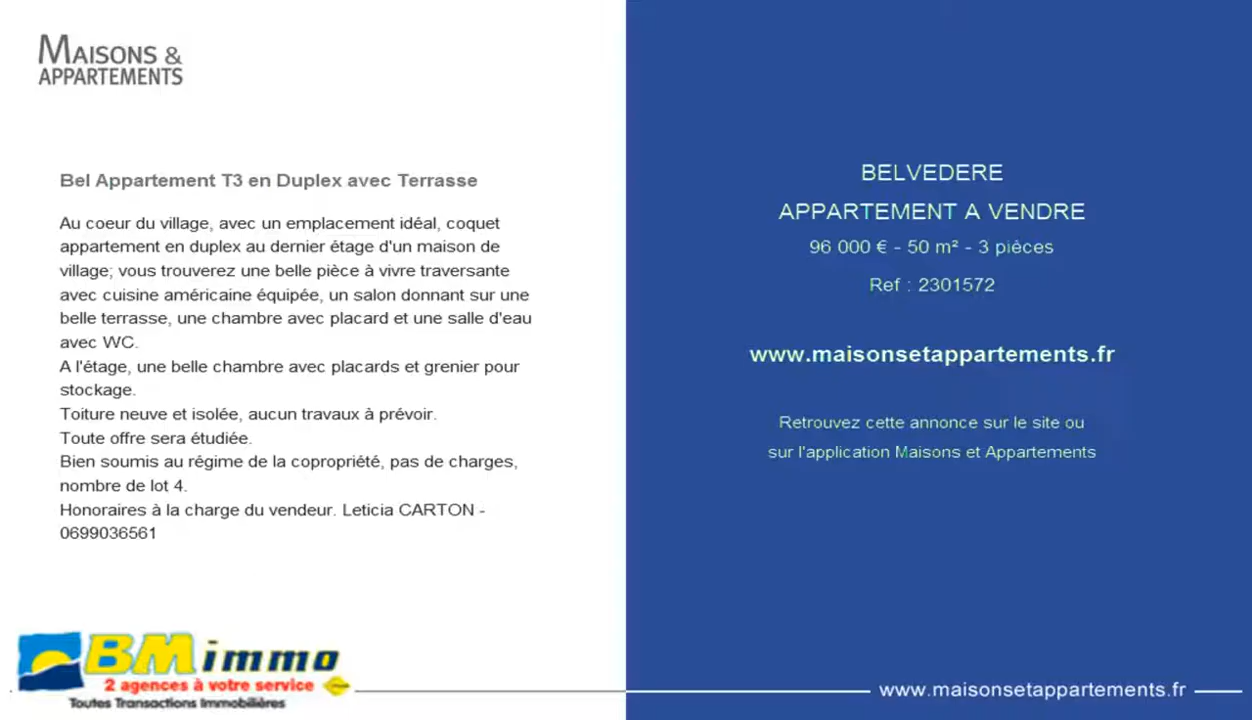 MAISONS &
APPARTEMENTS
Bel Appartement T3 en Duplex avec Terrasse
Au coeur du village, avec un emplacement idéal, coquet
appartement en duplex au dernier étage d'un maison de
village; vous trouverez une belle pièce à vivre traversante
avec cuisine américaine équipée, un salon donnant sur une
belle terrasse, une chambre avec placard et une salle d'eau
avec WC.
A l'étage, une belle chambre avec placards et grenier pour
stockage.
Toiture neuve et isolée, aucun travaux à prévoir.
Toute offre sera étudiée.
Bien soumis au régime de la copropriété, pas de charges,
nombre de lot 4.
Honoraires à la charge du vendeur. Leticia CARTON -
0699036561
BM immo
2 agences à votre service
Toutes Transactions Immobilières
BELVEDERE
APPARTEMENT A VENDRE
96 000 € - 50 m² - 3 pièces
Ref : 2301572
www.maisonsetappartements.fr
Retrouvez cette annonce sur le site ou
sur l'application Maisons et Appartements
www.maisonsetappartements.fr